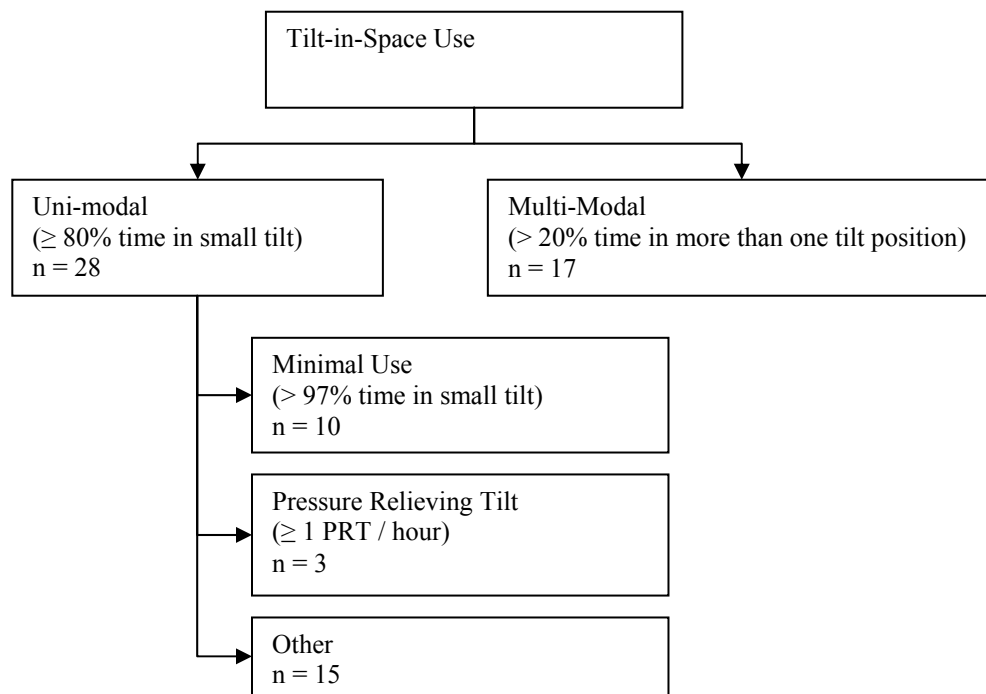 Tilt-in-Space Use
Uni-modal
(≥ 80% time in small tilt)
n = 28
Multi-Modal
(> 20% time in more than one tilt position)
n = 17
Minimal Use
(> 97% time in small tilt)
n = 10
Pressure Relieving Tilt
(≥ 1 PRT / hour)
n = 3
Other
n = 15